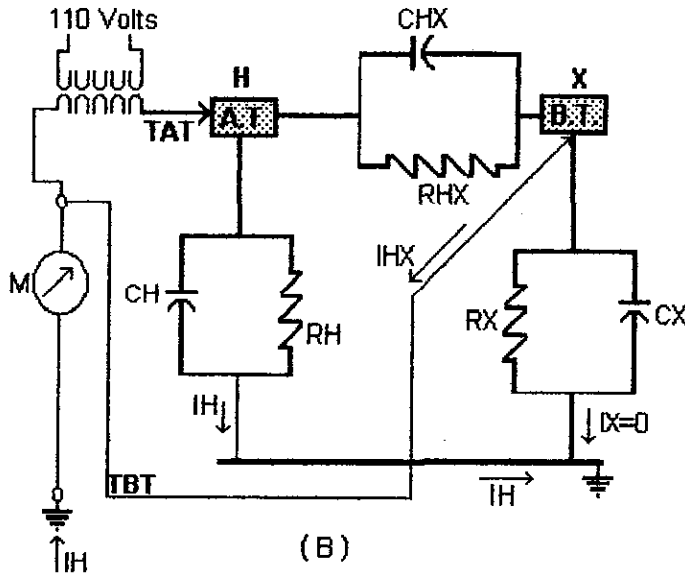 110 Volts
CHX
H
X
A.T
B.T.
TAT
RHX
IHX
M
CH
RH
RX
CX
IH
IX=0
TBT
IH
(B)
IH